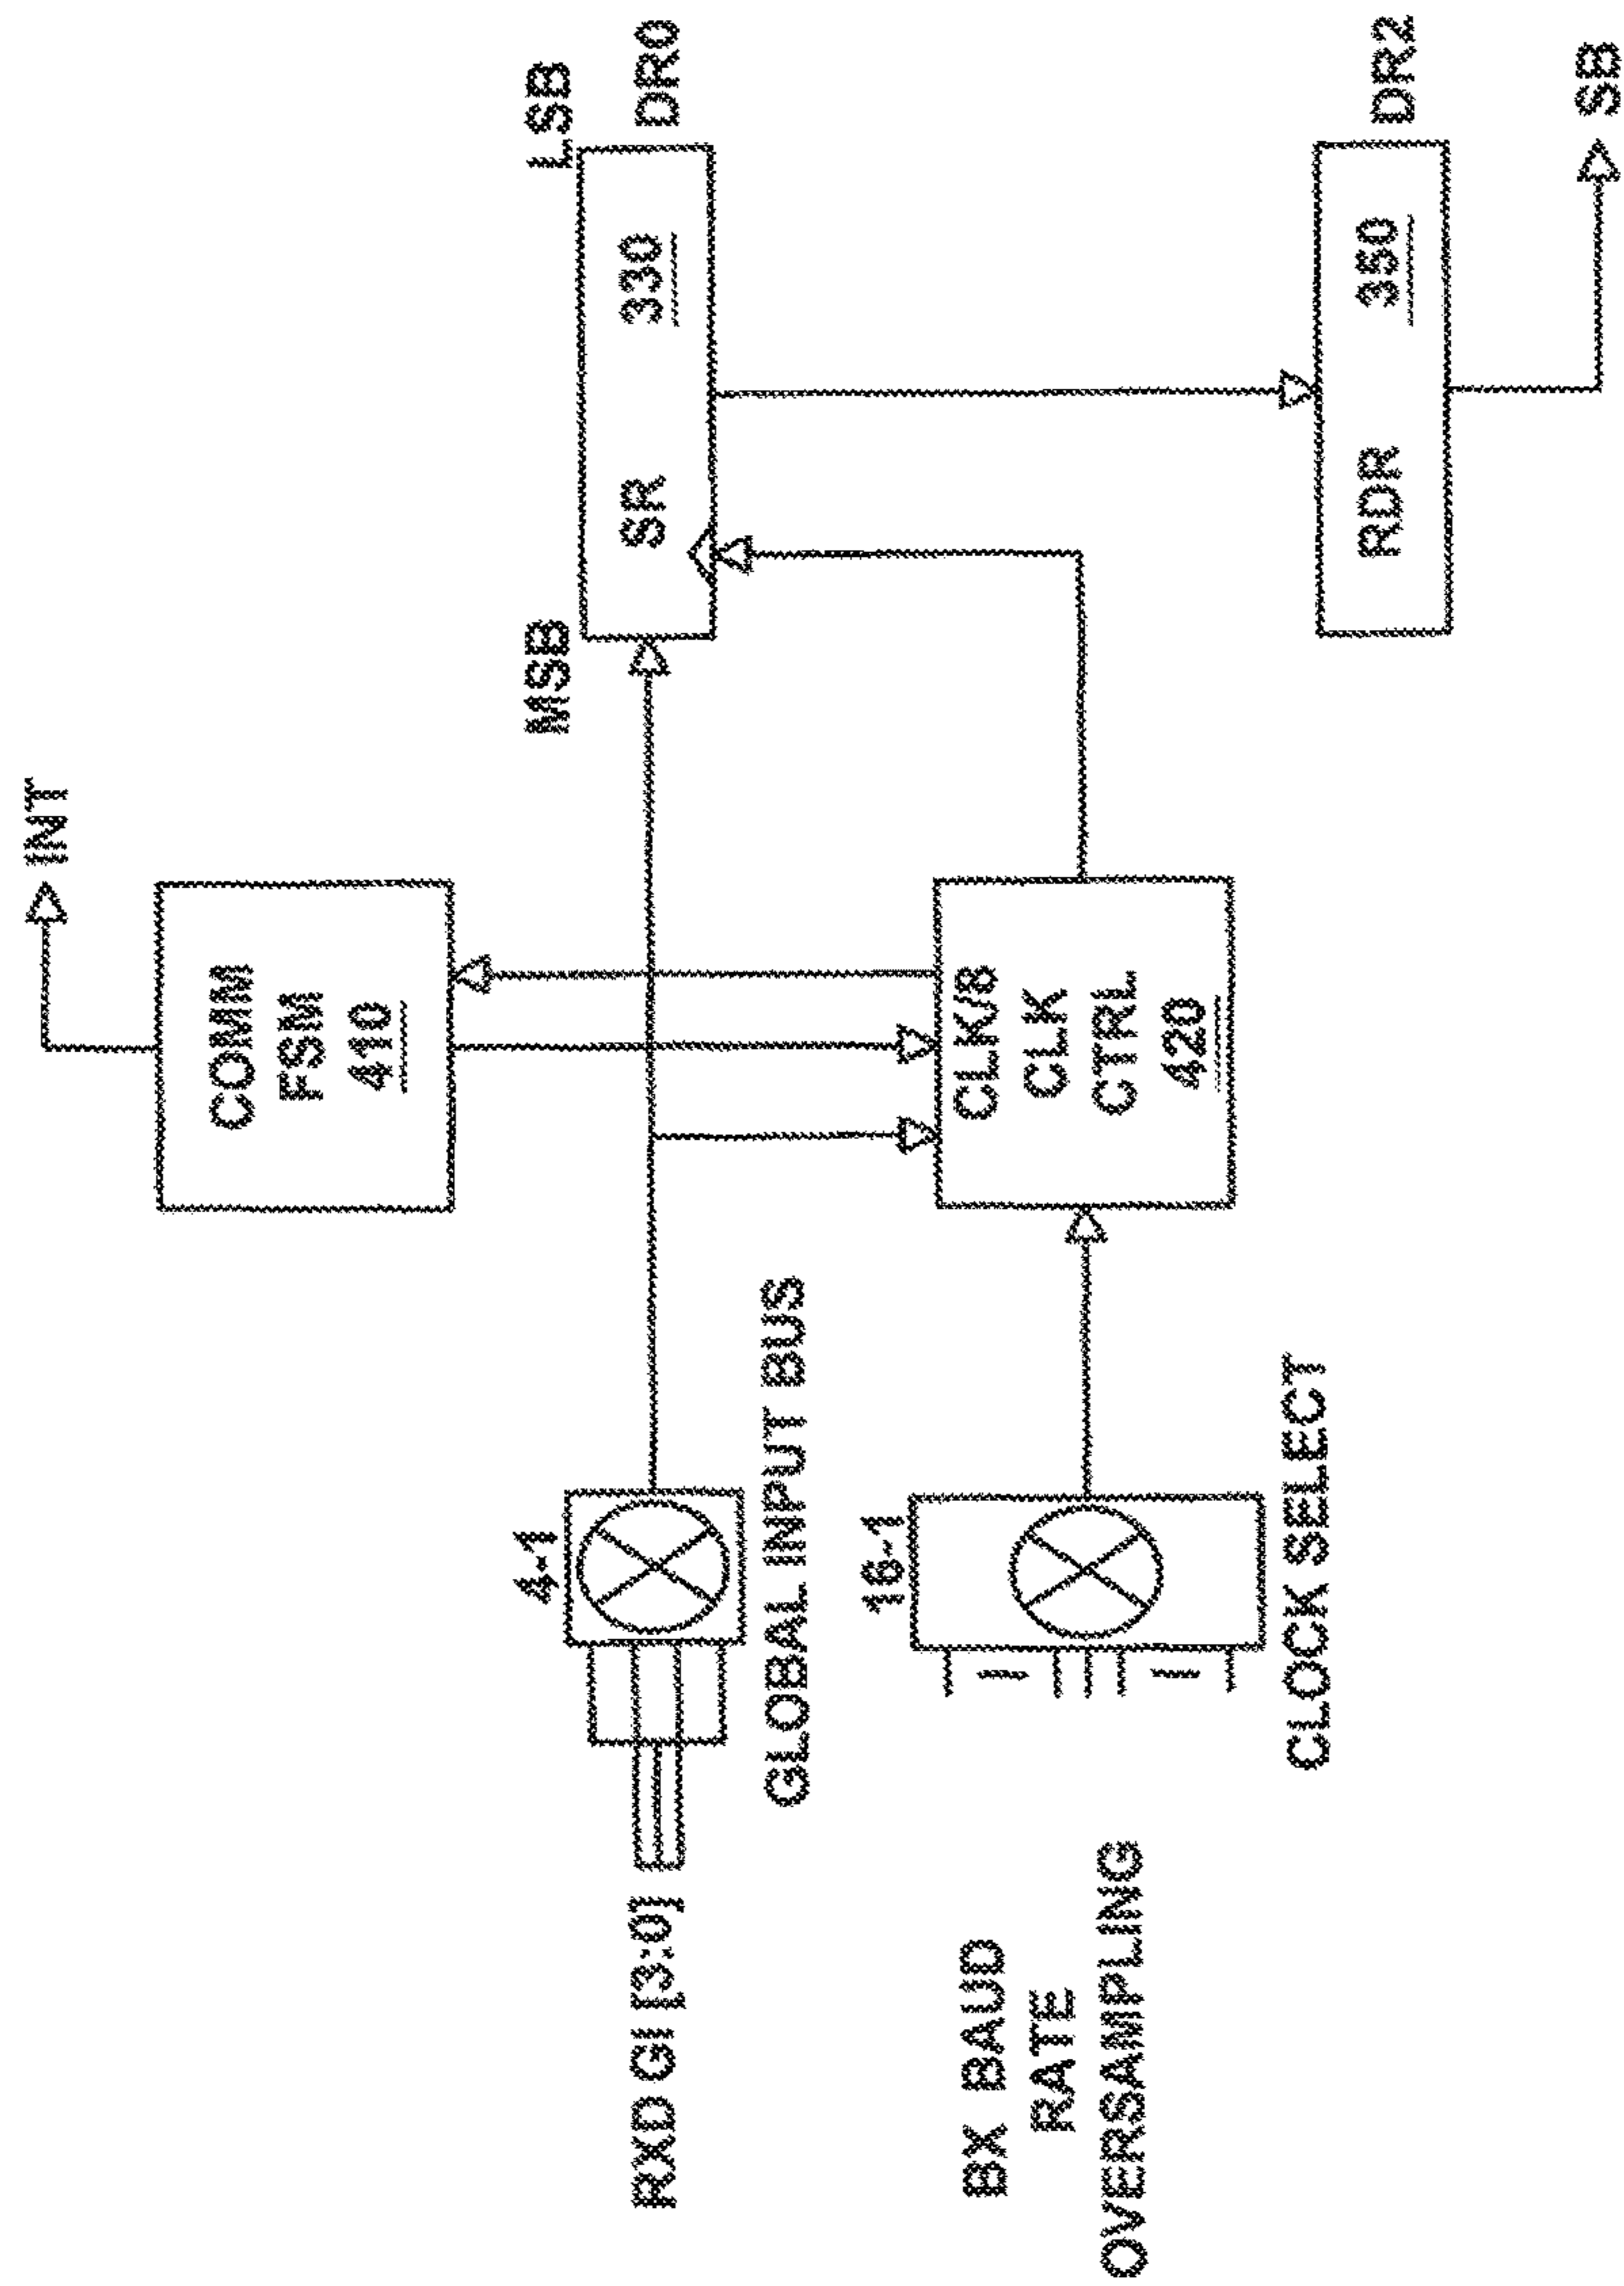 INT
COMM
FSM
410
4-1
MSB
LSB
RXD GI [3:0]
SR 330
DR0
GLOBAL INPUT BUS
16-1
BX BAUD
RATE
OVERSAMPLING
CLK/8
CLK
CTRL
420
CLOCK SELECT
RDR 350
DR2
SB